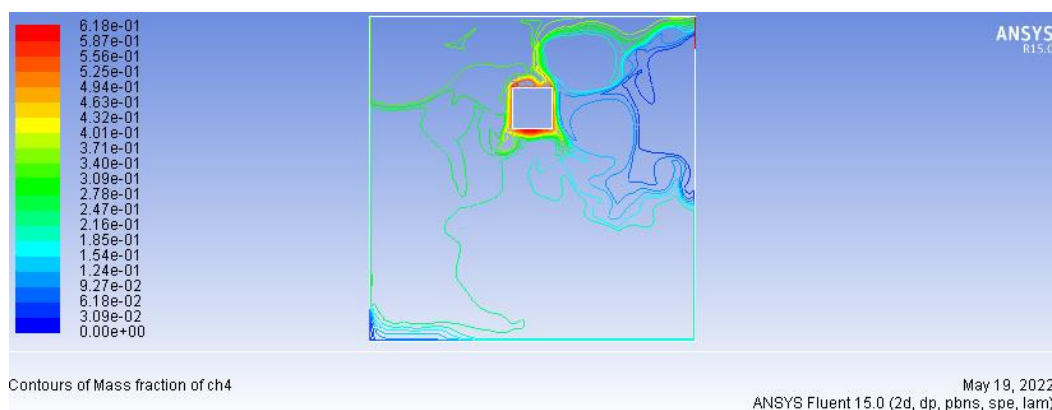 6.18e-01
5.87e-01
5.56e-01
5.25e-01
4.94e-01
4.63e-01
4.32e-01
4.01e-01
3.71e-01
3.40e-01
3.09e-01
2.78e-01
2.47e-01
2.16e-01
1.85e-01
1.54e-01
1.24e-01
9.27e-02
6.18e-02
3.09e-02
0.00e+00
ANSYS
R15.0
Contours of Mass fraction of ch4
May 19, 2022
ANSYS Fluent 15.0 (2d, dp, pbns, spe, lam)